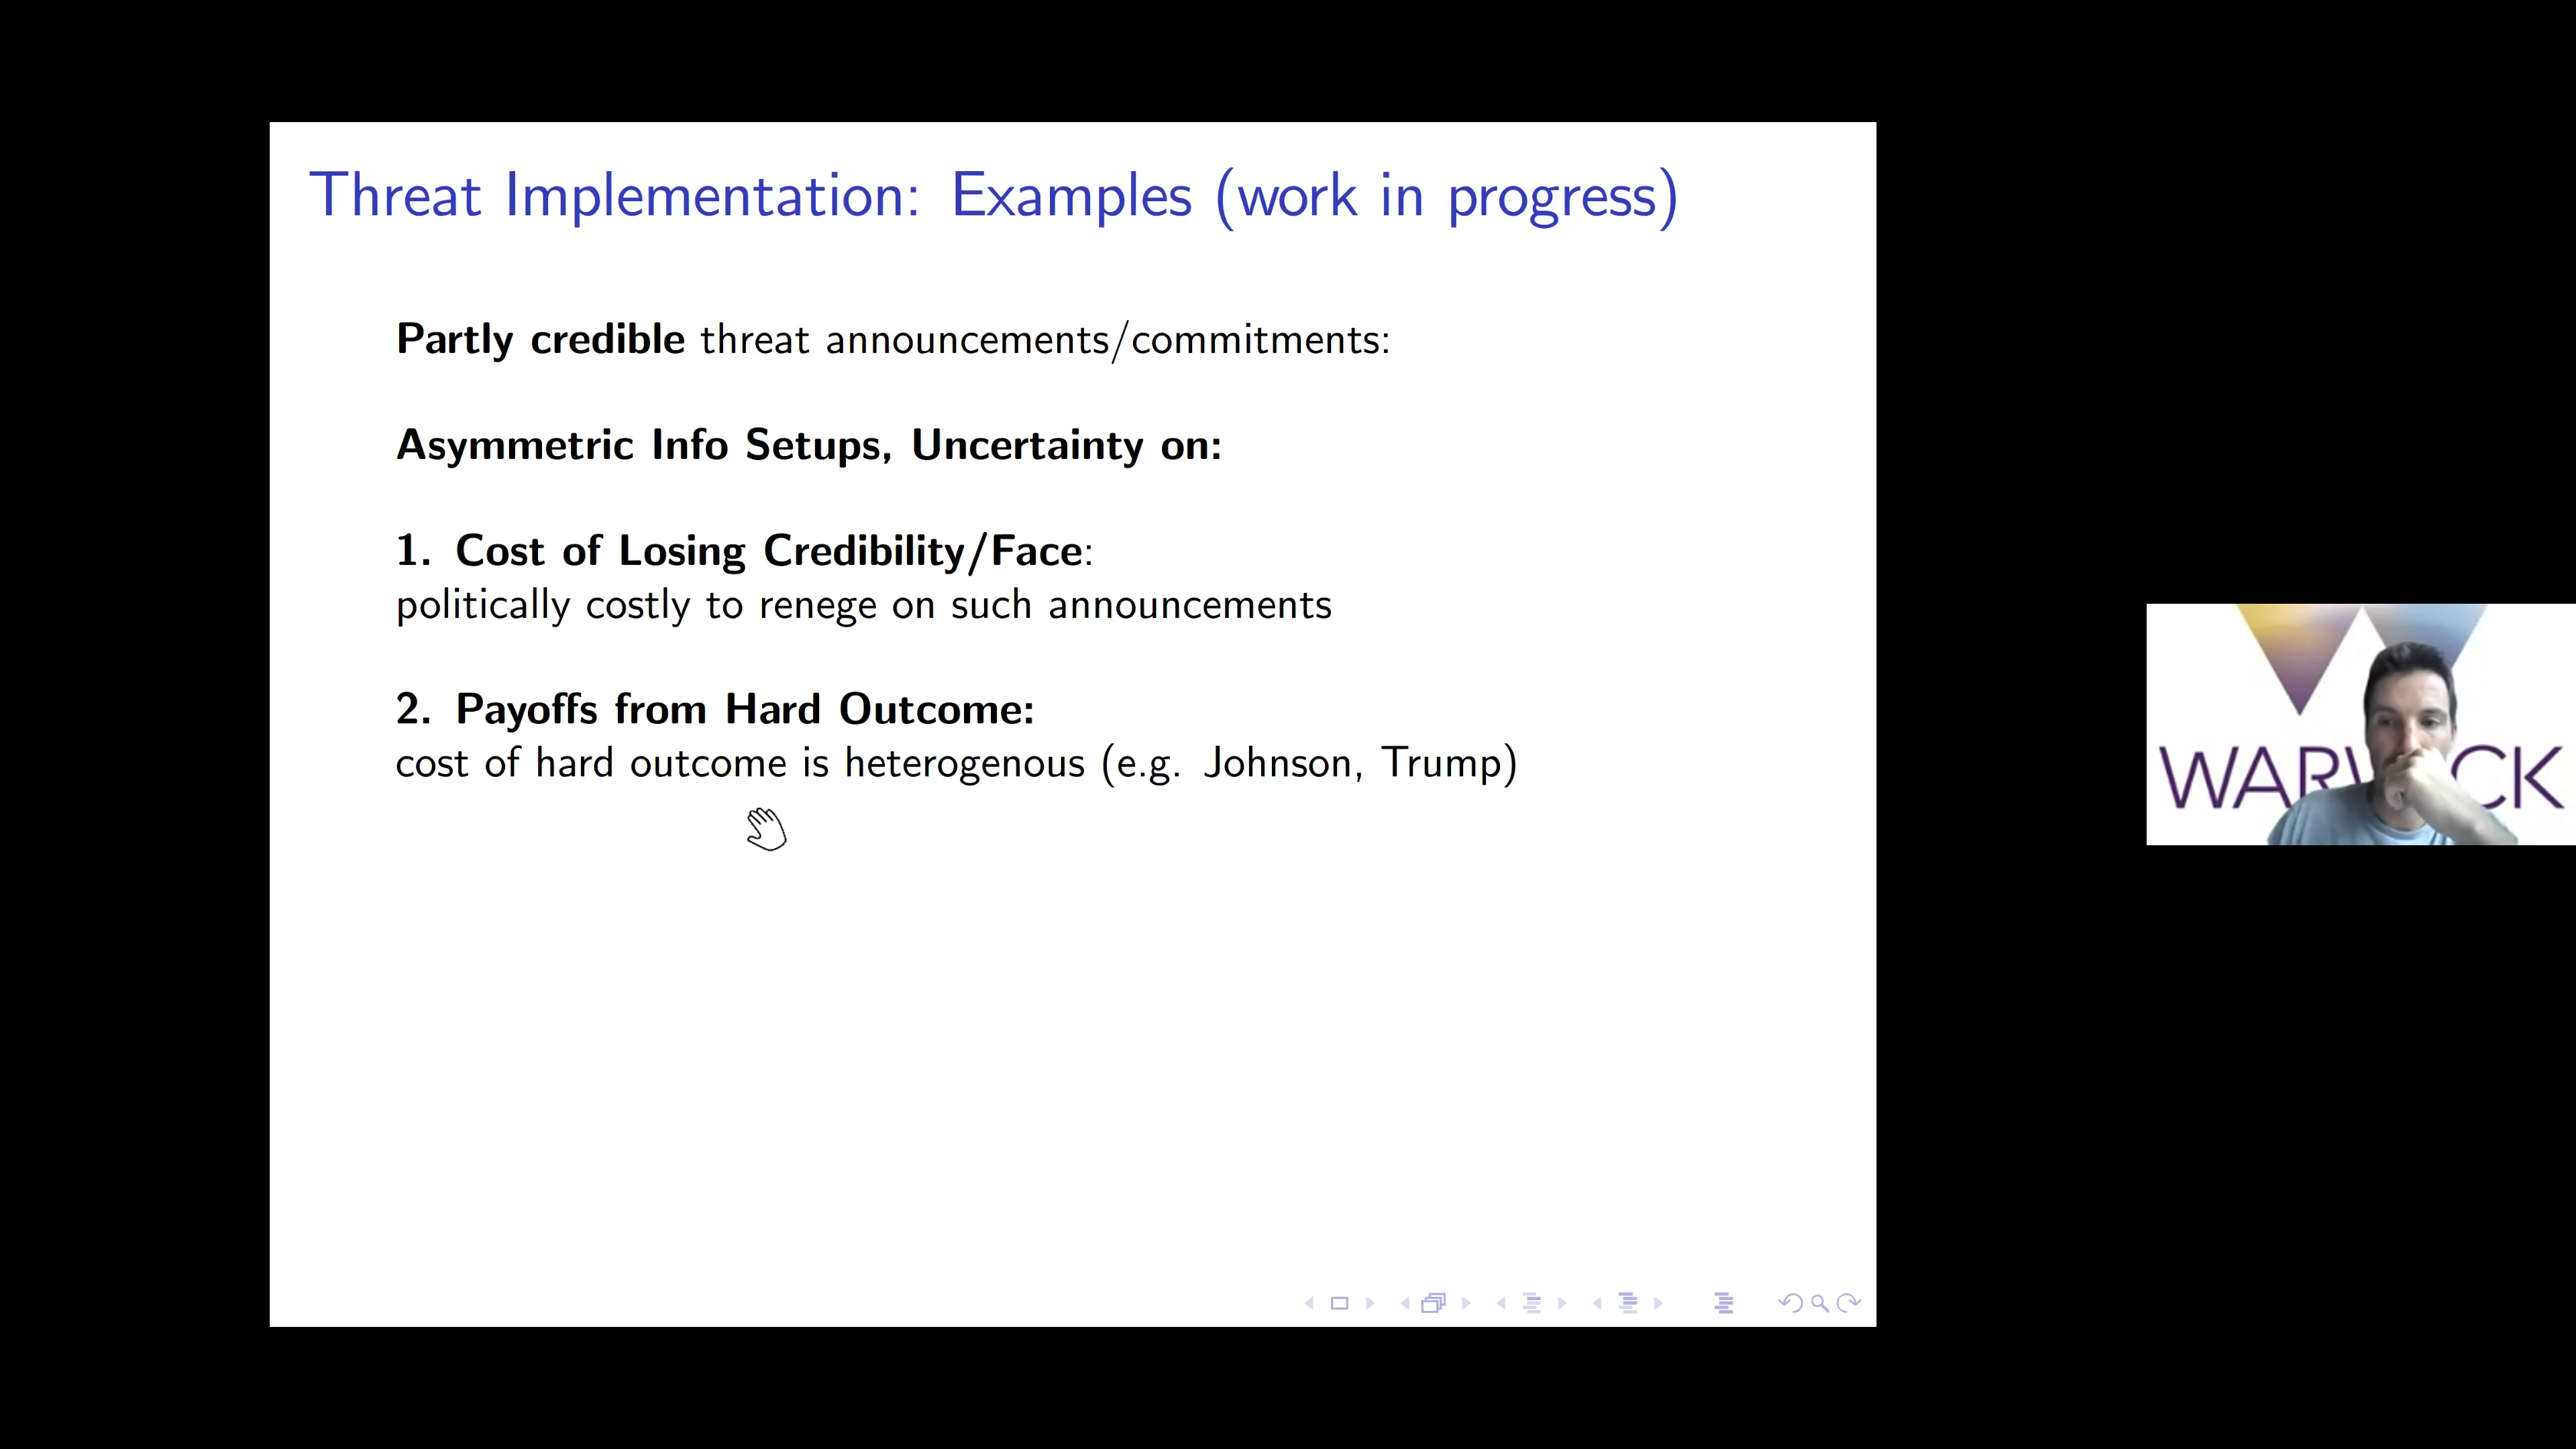 Threat Implementation: Examples (work in progress)
Partly credible threat announcements/commitments:
Asymmetric Info Setups, Uncertainty on:
1. Cost of Losing Credibility/Face:
politically costly to renege on such announcements
2. Payoffs from Hard Outcome:
cost of hard outcome is heterogenous (e.g. Johnson, Trump)
WARWICK